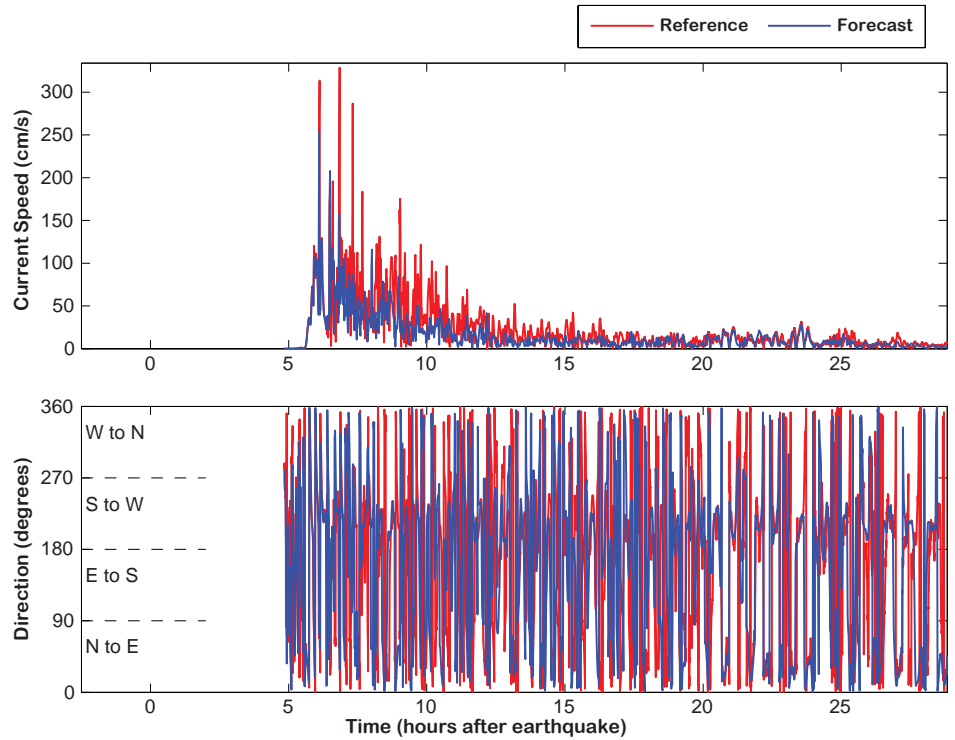 Reference Forecast
Current Speed (cm/s)
300
250
200
150
100
50
0
0 5 10 15 20 25
Direction (degrees)
360
270
180
90
0
W to N
S to W
E to S
N to E
0 5 10 15 20 25
Time (hours after earthquake)